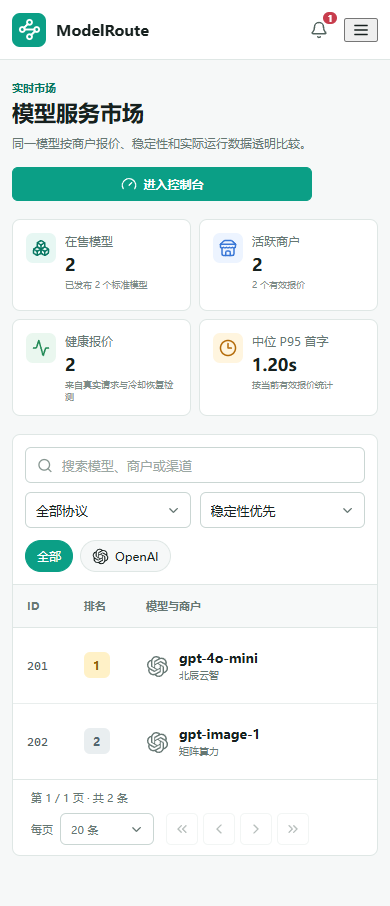 ModelRoute
1
实时市场
模型服务市场
同一模型按商户报价、稳定性和实际运行数据透明比较。
进入控制台
在售模型
2
已发布 2 个标准模型
活跃商户
2
2 个有效报价
健康报价
2
来自真实请求与冷却恢复检
测
中位 P95 首字
1.20s
按当前有效报价统计
搜索模型、商户或渠道
全部协议
稳定性优先
全部
OpenAI
ID 排名 模型与商户
201 1 gpt-4o-mini
北辰云智
202 2 gpt-image-1
矩阵算力
第 1 / 1 页 · 共 2 条
每页 20 条